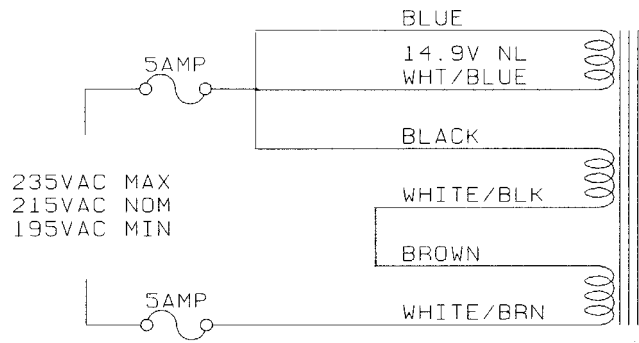 BLUE
14.9V NL
WHT/BLUE
5AMP
BLACK
235VAC MAX
215VAC NOM
195VAC MIN
WHITE/BLK
BROWN
5AMP
WHITE/BRN